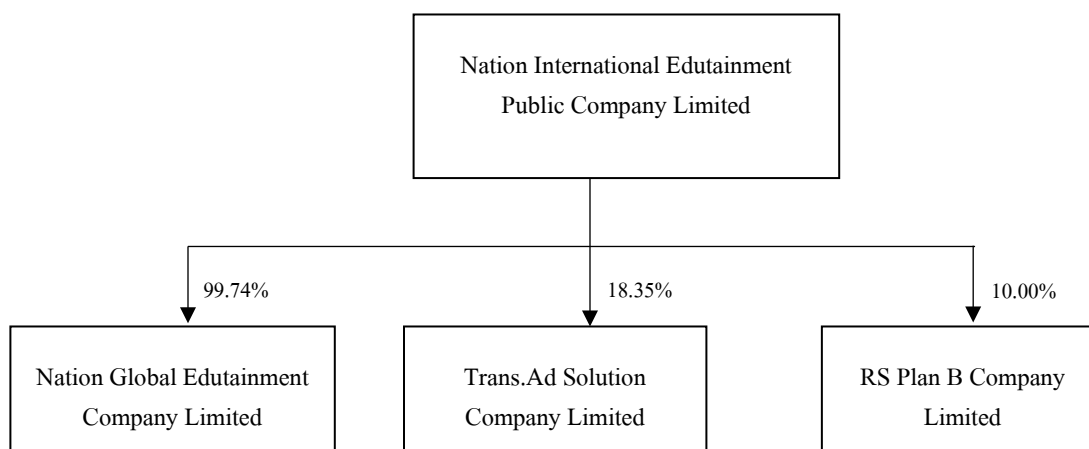 Nation International Edutainment
Public Company Limited
99.74%
18.35%
10.00%
Nation Global Edutainment
Company Limited
Trans.Ad Solution
Company Limited
RS Plan B Company
Limited